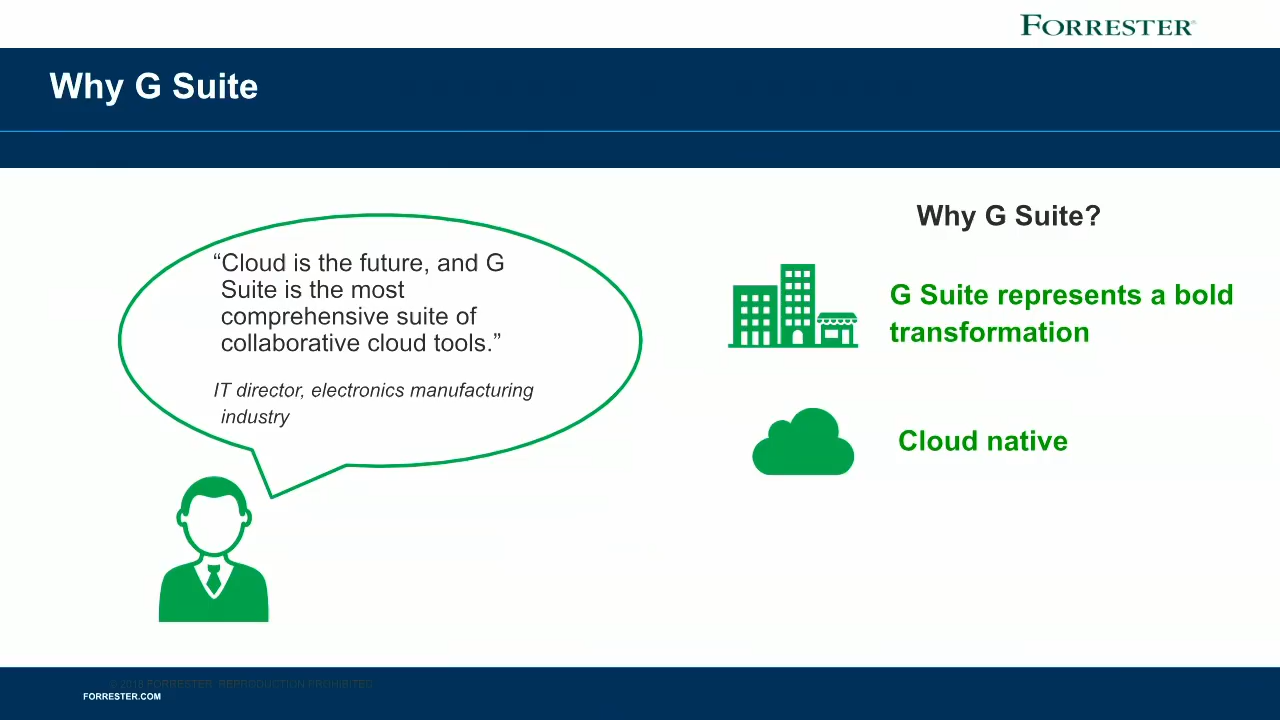 FORRESTER®
Why G Suite
“Cloud is the future, and G
Suite is the most
comprehensive suite of
collaborative cloud tools.”
IT director, electronics manufacturing
industry
Why G Suite?
G Suite represents a bold
transformation
Cloud native
© 2018 FORRESTER. REPRODUCTION PROHIBITED.
FORRESTER.COM